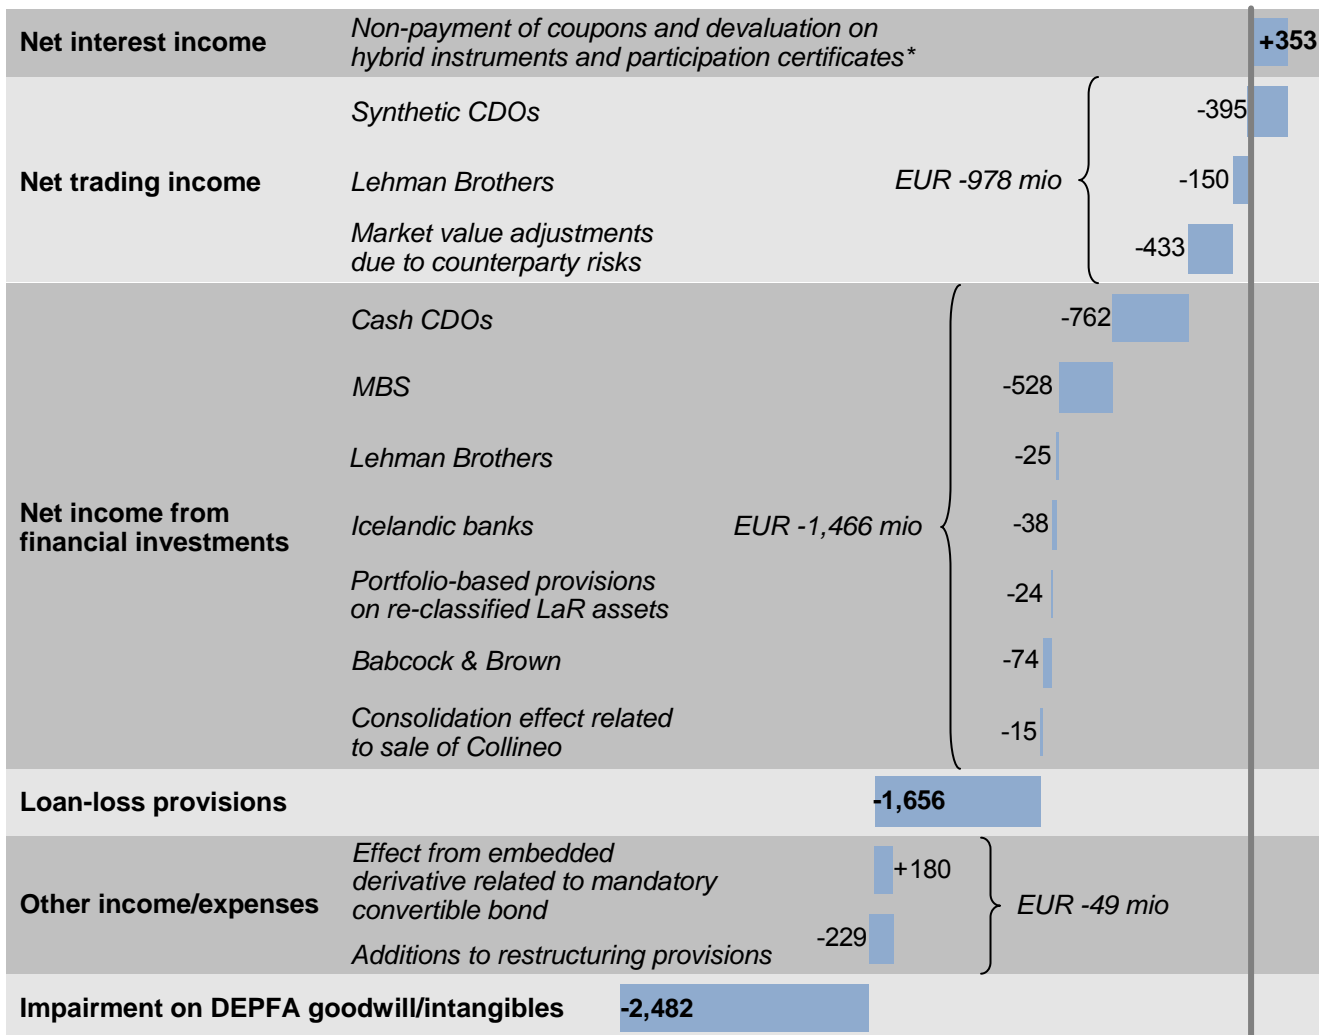 Net interest income
Non-payment of coupons and devaluation on
hybrid instruments and participation certificates*
+353
Net trading income
Synthetic CDOs
-395
Lehman Brothers
-150
Market value adjustments
due to counterparty risks
-433
EUR -978 mio
Net income from
financial investments
Cash CDOs
-762
MBS
-528
Lehman Brothers
-25
Icelandic banks
-38
Portfolio-based provisions
on re-classified LaR assets
-24
Babcock & Brown
-74
Consolidation effect related
to sale of Collineo
-15
EUR -1,466 mio
Loan-loss provisions
-1,656
Other income/expenses
Effect from embedded
derivative related to mandatory
convertible bond
+180
Additions to restructuring provisions
-229
EUR -49 mio
Impairment on DEPFA goodwill/intangibles
-2,482